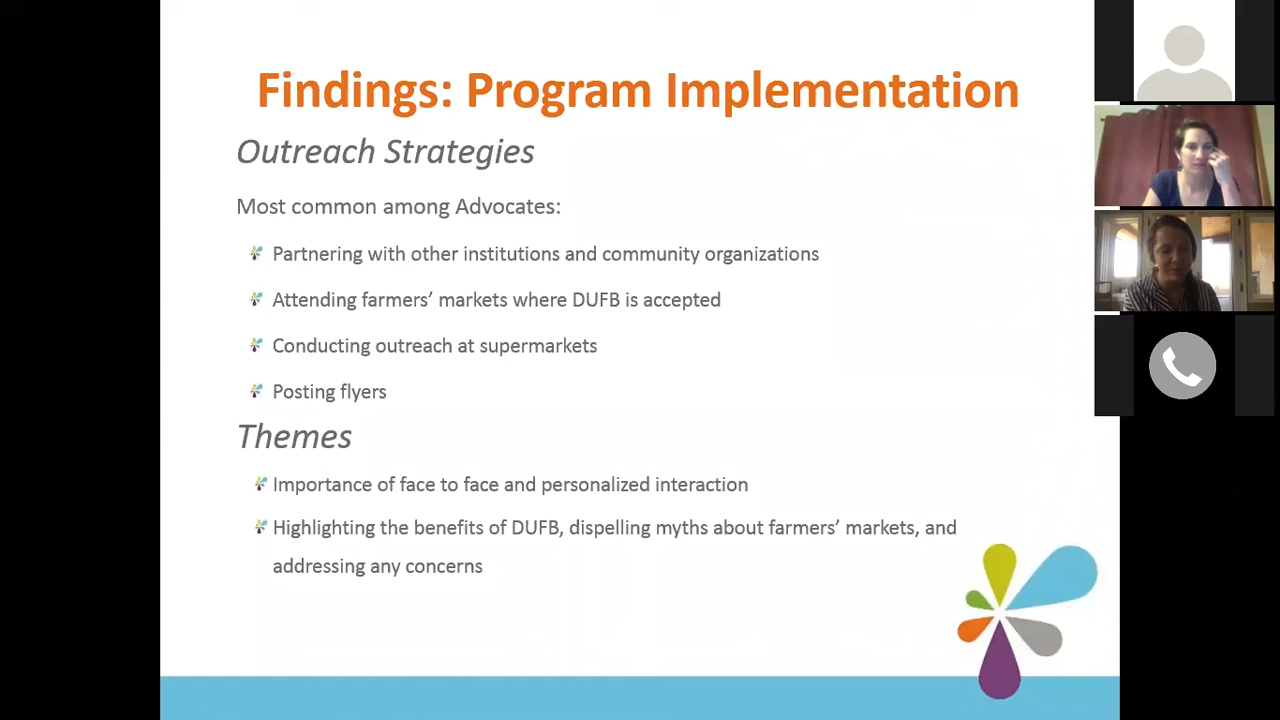 Findings: Program Implementation
Outreach Strategies
Most common among Advocates:
Partnering with other institutions and community organizations
Attending farmers’ markets where DUFB is accepted
Conducting outreach at supermarkets
Posting flyers
Themes
Importance of face to face and personalized interaction
Highlighting the benefits of DUFB, dispelling myths about farmers’ markets, and
addressing any concerns